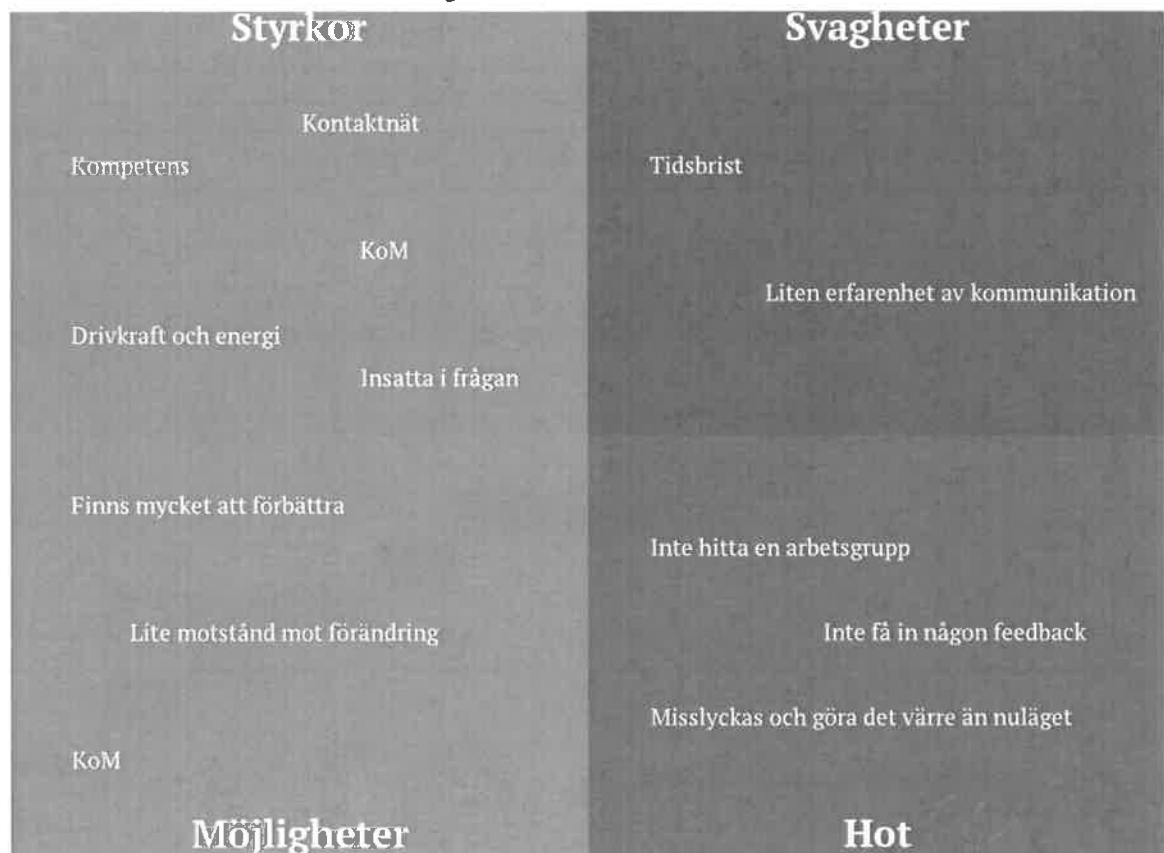 Styrkor
Kontaktnät
Kompetens
KoM
Drivkraft och energi
Insatta i frågan
Svagheter
Tidsbrist
Liten erfarenhet av kommunikation
Finns mycket att förbättra
Lite motstånd mot förändring
KoM
Möjligheter
Inte hitta en arbetsgrupp
Inte få in någon feedback
Misslyckas och göra det värre än nuläget
Hot